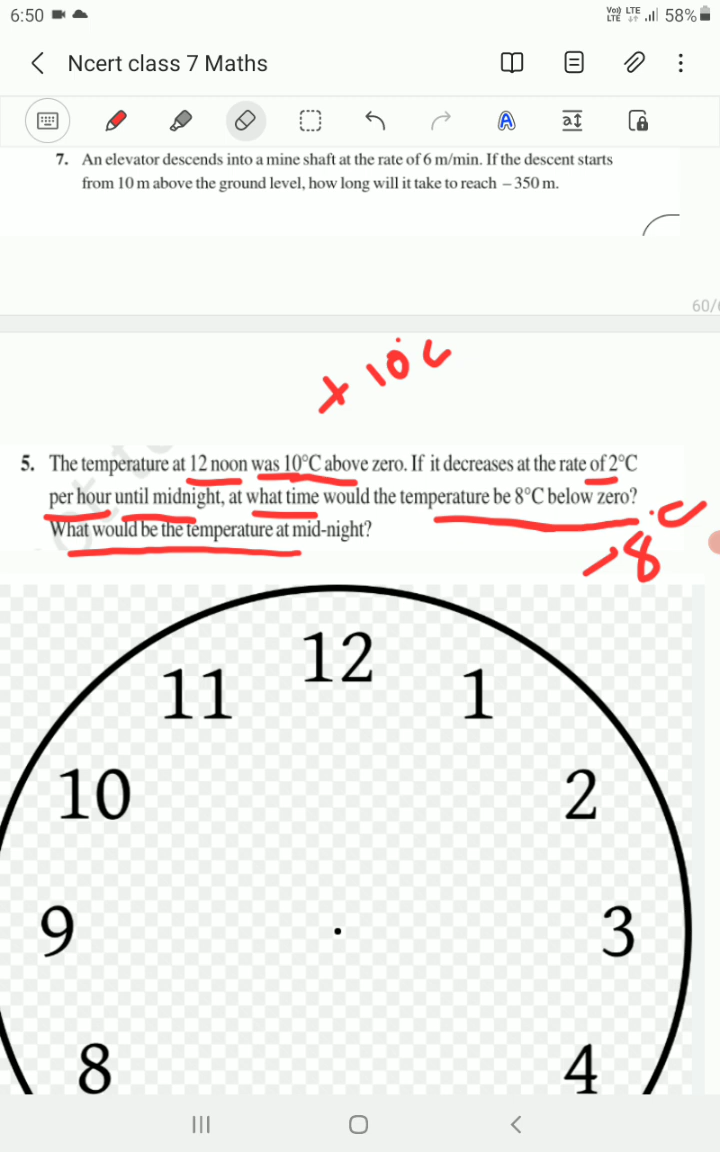 6:50 Vo) LTE LTE 58%
Ncert class 7 Maths
7. An elevator descends into a mine shaft at the rate of 6 m/min. If the descent starts
from 10 m above the ground level, how long will it take to reach – 350 m.
60/
+ 10°C
5. The temperature at 12 noon was 10°C above zero. If it decreases at the rate of 2°C
per hour until midnight, at what time would the temperature be 8°C below zero?
What would be the temperature at mid-night?
-8°C
12
11 1
10 2
9 3
8 4